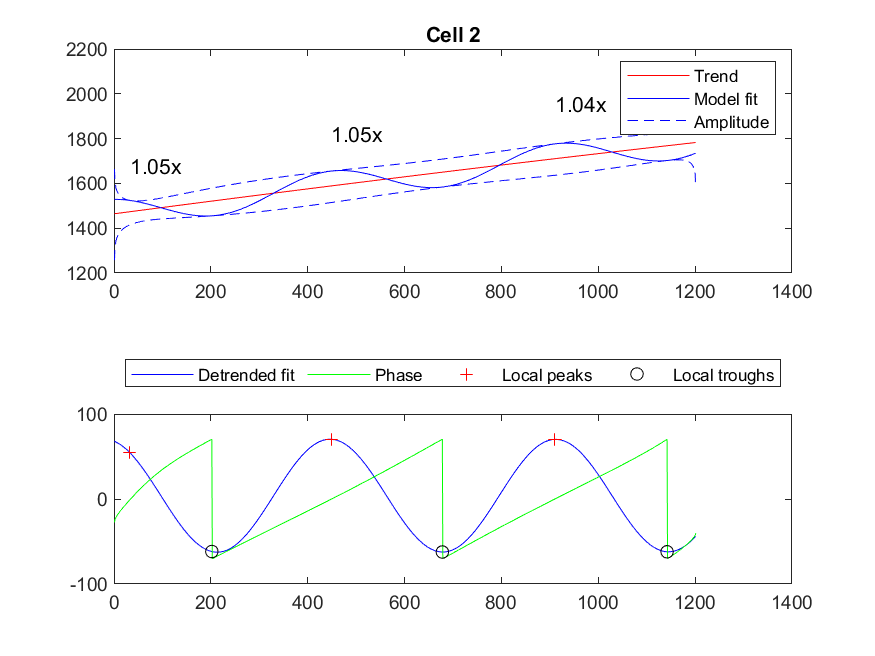 Cell 2
2200
2000
1800
1600
1400
1200
0 200 400 600 800 1000 1200 1400
1.05x
1.05x
1.04x
Trend
Model fit
Amplitude
Detrended fit Phase Local peaks Local troughs
100
0
-100
0 200 400 600 800 1000 1200 1400